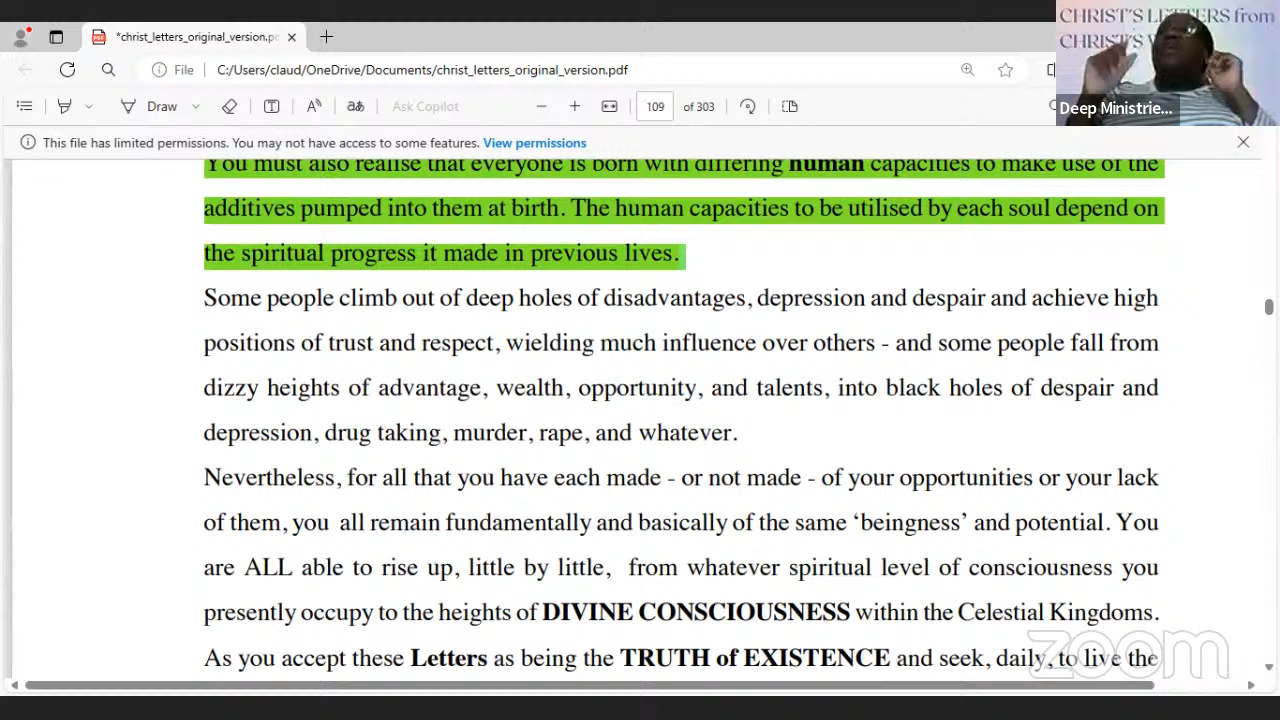 CHRIST'S LETTERS from
CHRIST'S
*christ_letters_original_version.pd
File
C:/Users/claud/OneDrive/Documents/christ_letters_original_version.pdf
Draw
Ask Copilot
109 of 303
Deep Ministrie...
This file has limited permissions. You may not have access to some features. View permissions
You must also realise that everyone is born with differing human capacities to make use of the
additives pumped into them at birth. The human capacities to be utilised by each soul depend on
the spiritual progress it made in previous lives.
Some people climb out of deep holes of disadvantages, depression and despair and achieve high
positions of trust and respect, wielding much influence over others - and some people fall from
dizzy heights of advantage, wealth, opportunity, and talents, into black holes of despair and
depression, drug taking, murder, rape, and whatever.
Nevertheless, for all that you have each made - or not made - of your opportunities or your lack
of them, you all remain fundamentally and basically of the same ‘beingness’ and potential. You
are ALL able to rise up, little by little, from whatever spiritual level of consciousness you
presently occupy to the heights of DIVINE CONSCIOUSNESS within the Celestial Kingdoms.
As you accept these Letters as being the TRUTH of EXISTENCE and seek, daily, to live the
zoom